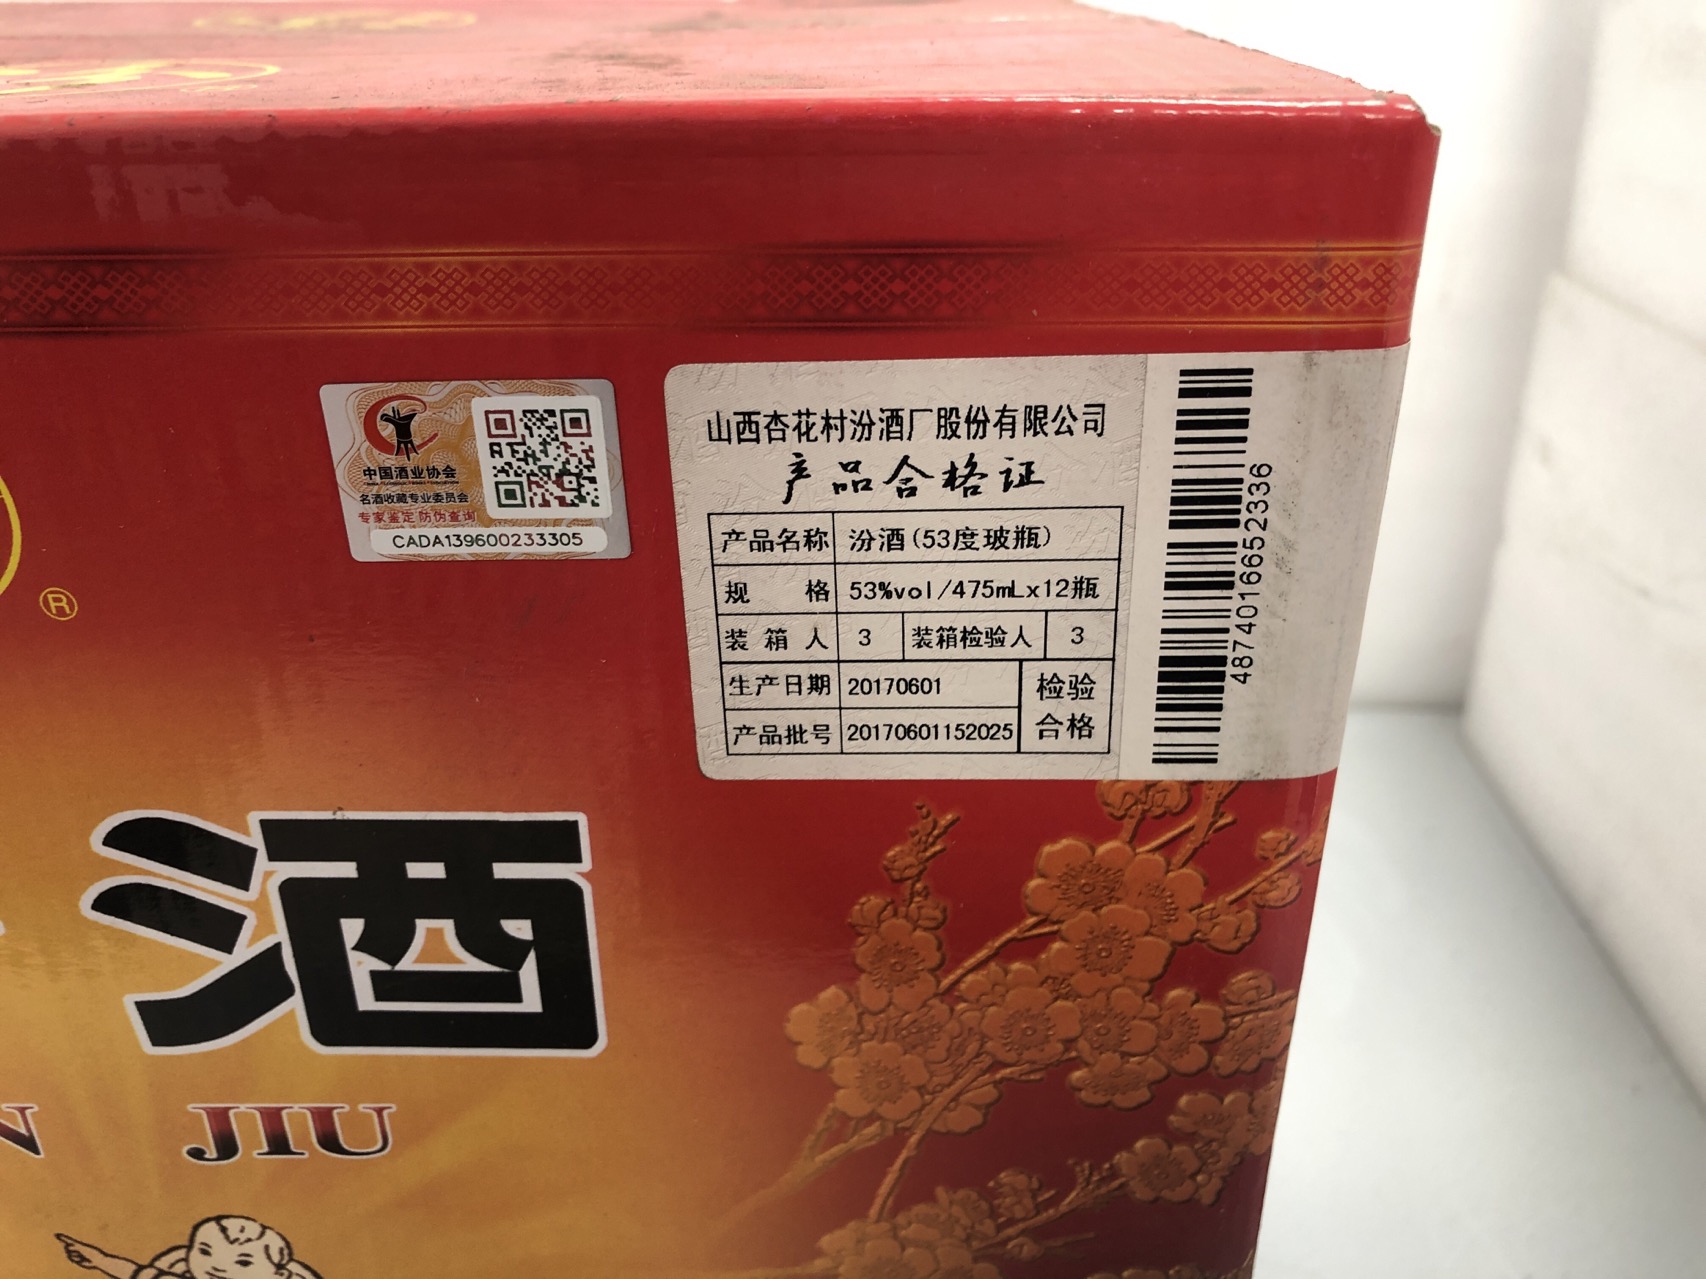 中国酒业协会
名酒收藏专业委员会
专家鉴定 防伪查询
CADA139600233305
山西杏花村汾酒厂股份有限公司
产品合格证
产品名称 汾酒(53度玻瓶)
规 格 53%vol/475mLx12瓶
装 箱 人 3 装箱检验人 3
生产日期 20170601
产品批号 20170601152025
检验
合格
4874016652336
®
酒
N JIU